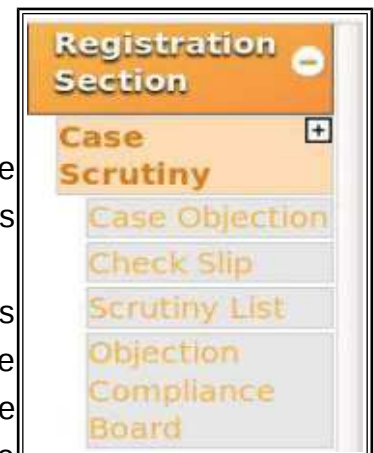 Registration
Section
Case
Scrutiny
Case Objection
Check Slip
Scrutiny List
Objection
Compliance
Board